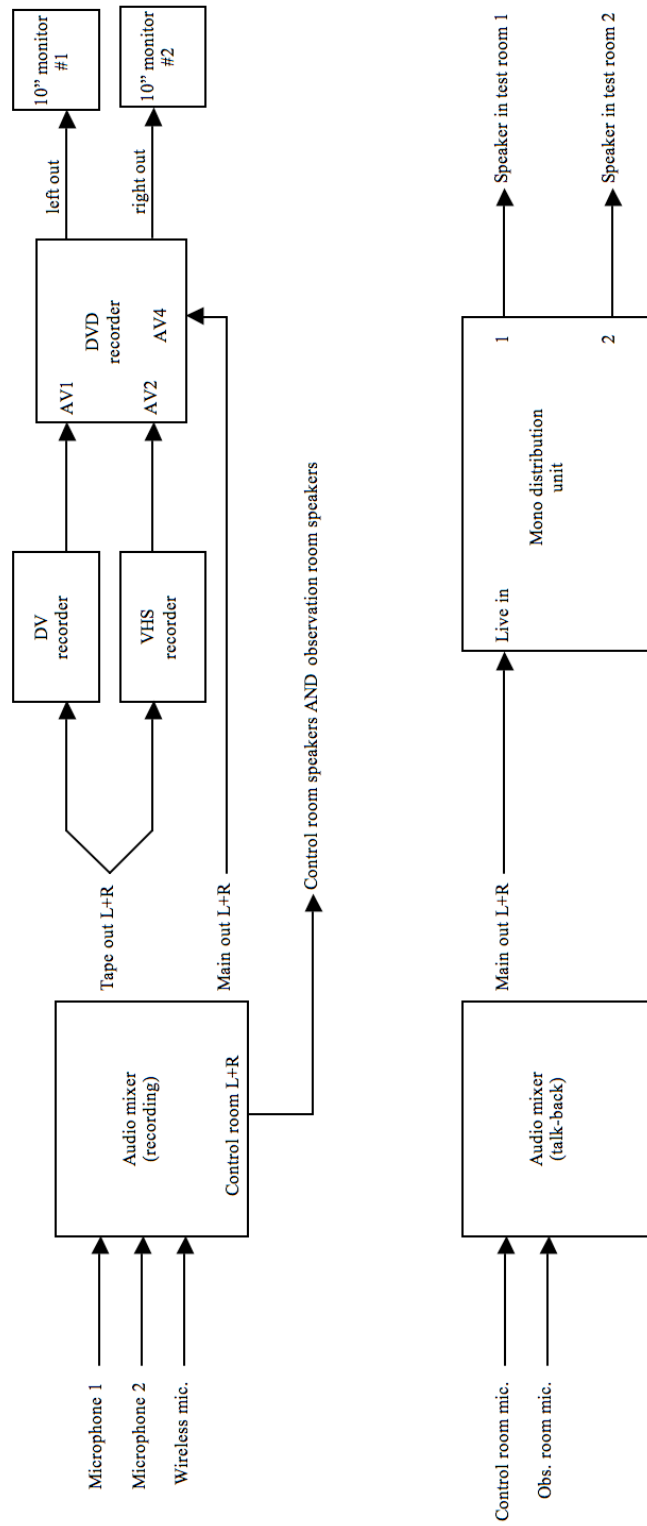 Microphone 1
Microphone 2
Wireless mic.
Audio mixer
(recording)
Control room L+R
Tape out L+R
Main out L+R
Control room speakers AND observation room speakers
DV
recorder
VHS
recorder
AV1
AV2
DVD
recorder
AV4
left out
right out
10” monitor
#1
10” monitor
#2
Control room mic.
Obs. room mic.
Audio mixer
(talk-back)
Main out L+R
Live in
Mono distribution
unit
1
2
Speaker in test room 1
Speaker in test room 2